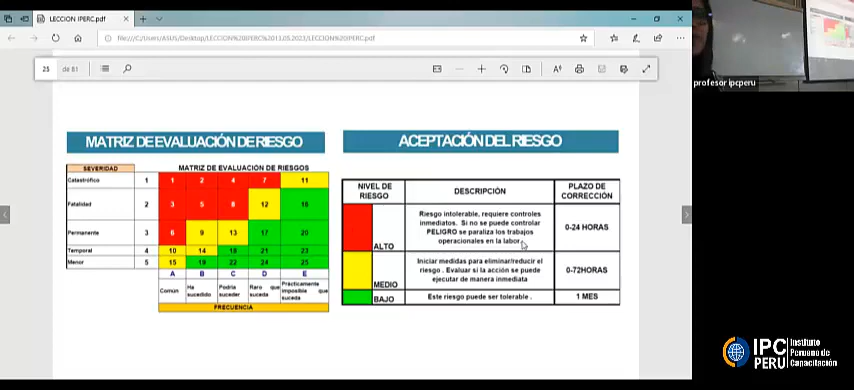 LECCION IPERC.pdf
file:///C:/Users/ASUS/Desktop/LECCION%20IPERC%2013.05.2023/LECCION%20IPERC.pdf
25 de 81
profesor ipcperu
MATRIZ DE EVALUACIÓN DE RIESGO
SEVERIDAD MATRIZ DE EVALUACIÓN DE RIESGOS
Catastrófico 1 1 2 4 7 11
Fatalidad 2 3 5 8 12 16
Permanente 3 6 9 13 17 20
Temporal 4 10 14 18 21 23
Menor 5 15 19 22 24 25
A B C D E
Común Ha sucedido Podría suceder Raro que suceda Prácticamente imposible que suceda
FRECUENCIA
ACEPTACIÓN DEL RIESGO
NIVEL DE RIESGO DESCRIPCIÓN PLAZO DE CORRECCIÓN
ALTO Riesgo intolerable, requiere controles inmediatos. Si no se puede controlar PELIGRO se paraliza los trabajos operacionales en la labor. 0-24 HORAS
MEDIO Iniciar medidas para eliminar/reducir el riesgo . Evaluar si la acción se puede ejecutar de manera inmediata 0-72HORAS
BAJO Este riesgo puede ser tolerable . 1 MES
IPC PERU
Instituto
Peruano de
Capacitación